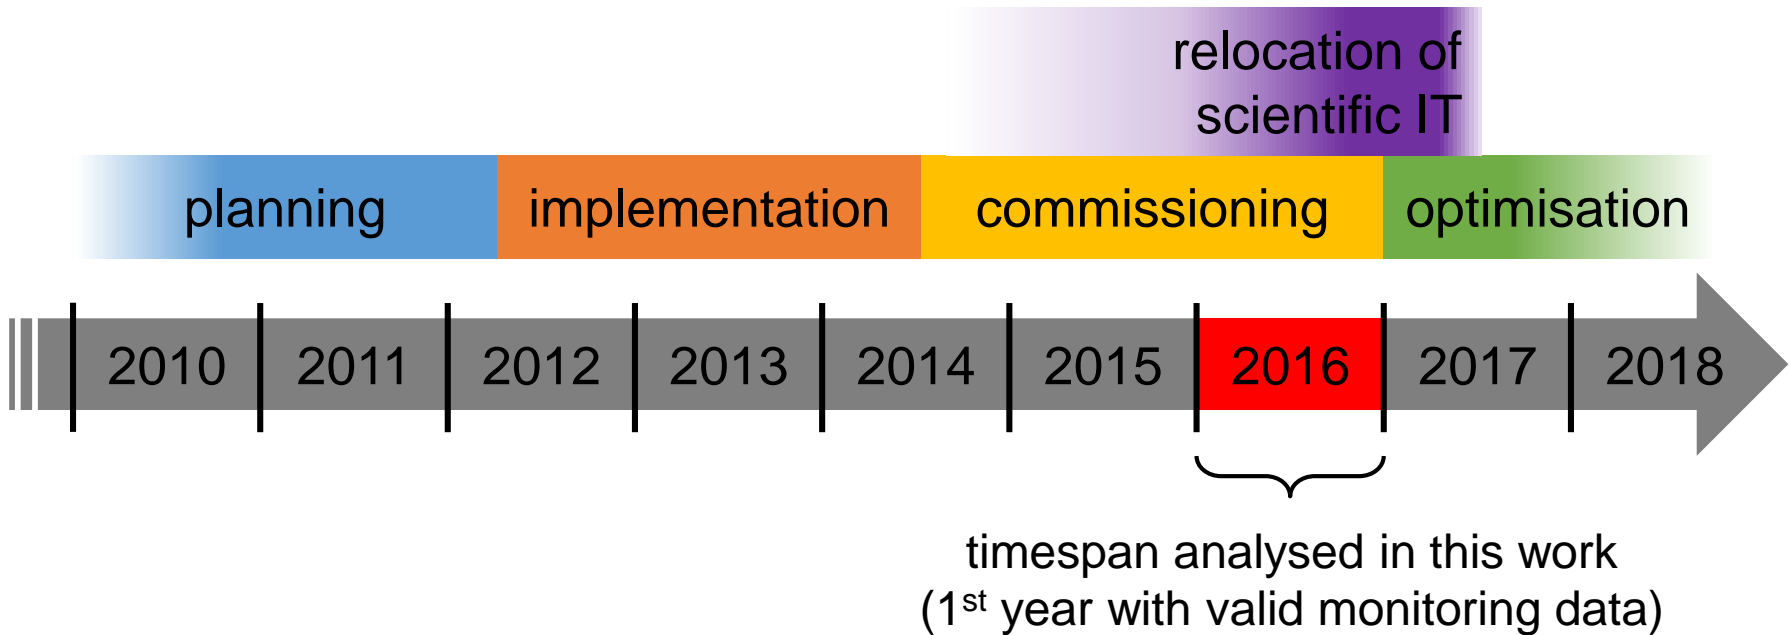 relocation of
scientific IT
planning implementation commissioning optimisation
2010 2011 2012 2013 2014 2015 2016 2017 2018
timespan analysed in this work
(1st year with valid monitoring data)